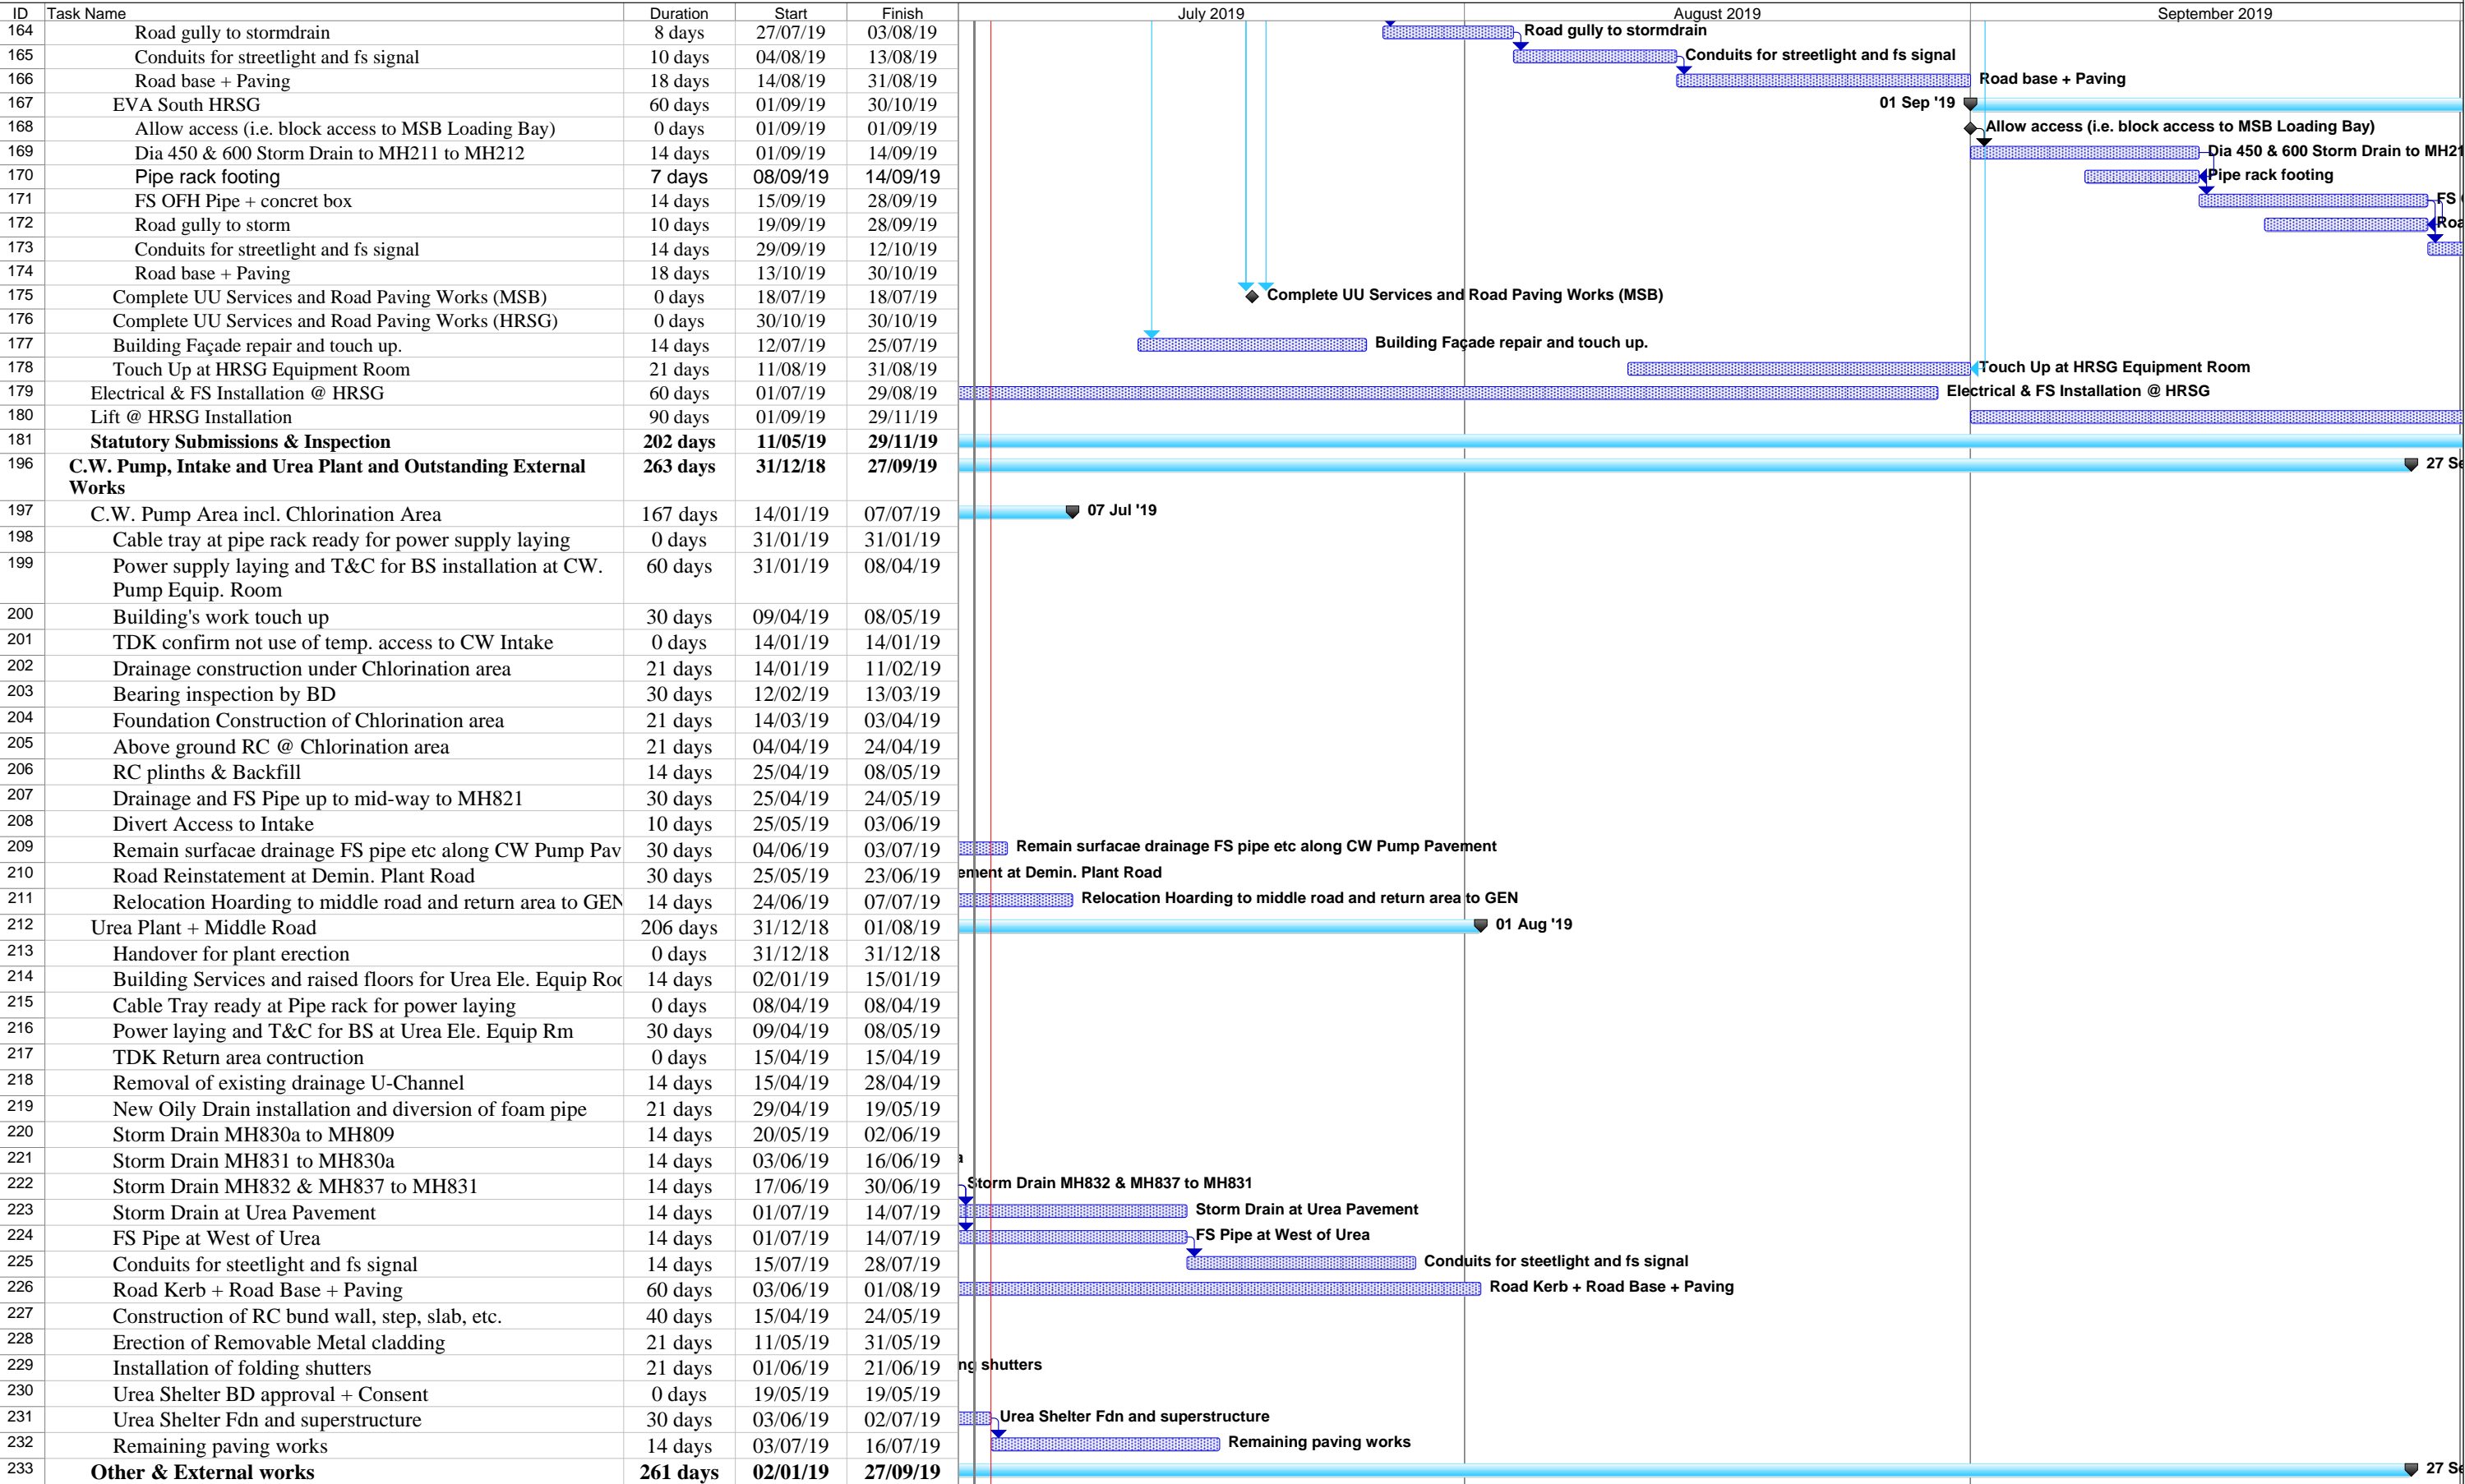 ID Task Name Duration Start Finish July 2019 August 2019 September 2019
164 Road gully to stormdrain 8 days 27/07/19 03/08/19 Road gully to stormdrain
165 Conduits for streetlight and fs signal 10 days 04/08/19 13/08/19 Conduits for streetlight and fs signal
166 Road base + Paving 18 days 14/08/19 31/08/19 Road base + Paving
167 EVA South HRSG 60 days 01/09/19 30/10/19 01 Sep '19
168 Allow access (i.e. block access to MSB Loading Bay) 0 days 01/09/19 01/09/19 Allow access (i.e. block access to MSB Loading Bay)
169 Dia 450 & 600 Storm Drain to MH211 to MH212 14 days 01/09/19 14/09/19 Dia 450 & 600 Storm Drain to MH21
170 Pipe rack footing 7 days 08/09/19 14/09/19 Pipe rack footing
171 FS OFH Pipe + concret box 14 days 15/09/19 28/09/19 FS
172 Road gully to storm 10 days 19/09/19 28/09/19 Roa
173 Conduits for streetlight and fs signal 14 days 29/09/19 12/10/19
174 Road base + Paving 18 days 13/10/19 30/10/19
175 Complete UU Services and Road Paving Works (MSB) 0 days 18/07/19 18/07/19 Complete UU Services and Road Paving Works (MSB)
176 Complete UU Services and Road Paving Works (HRSG) 0 days 30/10/19 30/10/19
177 Building Façade repair and touch up. 14 days 12/07/19 25/07/19 Building Façade repair and touch up.
178 Touch Up at HRSG Equipment Room 21 days 11/08/19 31/08/19 Touch Up at HRSG Equipment Room
179 Electrical & FS Installation @ HRSG 60 days 01/07/19 29/08/19 Electrical & FS Installation @ HRSG
180 Lift @ HRSG Installation 90 days 01/09/19 29/11/19
181 Statutory Submissions & Inspection 202 days 11/05/19 29/11/19
196 C.W. Pump, Intake and Urea Plant and Outstanding External 263 days 31/12/18 27/09/19 27 Se
Works
197 C.W. Pump Area incl. Chlorination Area 167 days 14/01/19 07/07/19 07 Jul '19
198 Cable tray at pipe rack ready for power supply laying 0 days 31/01/19 31/01/19
199 Power supply laying and T&C for BS installation at CW. 60 days 31/01/19 08/04/19
Pump Equip. Room
200 Building's work touch up 30 days 09/04/19 08/05/19
201 TDK confirm not use of temp. access to CW Intake 0 days 14/01/19 14/01/19
202 Drainage construction under Chlorination area 21 days 14/01/19 11/02/19
203 Bearing inspection by BD 30 days 12/02/19 13/03/19
204 Foundation Construction of Chlorination area 21 days 14/03/19 03/04/19
205 Above ground RC @ Chlorination area 21 days 04/04/19 24/04/19
206 RC plinths & Backfill 14 days 25/04/19 08/05/19
207 Drainage and FS Pipe up to mid-way to MH821 30 days 25/04/19 24/05/19
208 Divert Access to Intake 10 days 25/05/19 03/06/19
209 Remain surfacae drainage FS pipe etc along CW Pump Pav 30 days 04/06/19 03/07/19 Remain surfacae drainage FS pipe etc along CW Pump Pavement
210 Road Reinstatement at Demin. Plant Road 30 days 25/05/19 23/06/19 ement at Demin. Plant Road
211 Relocation Hoarding to middle road and return area to GEN 14 days 24/06/19 07/07/19 Relocation Hoarding to middle road and return area to GEN
212 Urea Plant + Middle Road 206 days 31/12/18 01/08/19 01 Aug '19
213 Handover for plant erection 0 days 31/12/18 31/12/18
214 Building Services and raised floors for Urea Ele. Equip Roo 14 days 02/01/19 15/01/19
215 Cable Tray ready at Pipe rack for power laying 0 days 08/04/19 08/04/19
216 Power laying and T&C for BS at Urea Ele. Equip Rm 30 days 09/04/19 08/05/19
217 TDK Return area contruction 0 days 15/04/19 15/04/19
218 Removal of existing drainage U-Channel 14 days 15/04/19 28/04/19
219 New Oily Drain installation and diversion of foam pipe 21 days 29/04/19 19/05/19
220 Storm Drain MH830a to MH809 14 days 20/05/19 02/06/19
221 Storm Drain MH831 to MH830a 14 days 03/06/19 16/06/19 a
222 Storm Drain MH832 & MH837 to MH831 14 days 17/06/19 30/06/19 Storm Drain MH832 & MH837 to MH831
223 Storm Drain at Urea Pavement 14 days 01/07/19 14/07/19 Storm Drain at Urea Pavement
224 FS Pipe at West of Urea 14 days 01/07/19 14/07/19 FS Pipe at West of Urea
225 Conduits for steetlight and fs signal 14 days 15/07/19 28/07/19 Conduits for steetlight and fs signal
226 Road Kerb + Road Base + Paving 60 days 03/06/19 01/08/19 Road Kerb + Road Base + Paving
227 Construction of RC bund wall, step, slab, etc. 40 days 15/04/19 24/05/19
228 Erection of Removable Metal cladding 21 days 11/05/19 31/05/19
229 Installation of folding shutters 21 days 01/06/19 21/06/19 ng shutters
230 Urea Shelter BD approval + Consent 0 days 19/05/19 19/05/19
231 Urea Shelter Fdn and superstructure 30 days 03/06/19 02/07/19 Urea Shelter Fdn and superstructure
232 Remaining paving works 14 days 03/07/19 16/07/19 Remaining paving works
233 Other & External works 261 days 02/01/19 27/09/19 27 Se